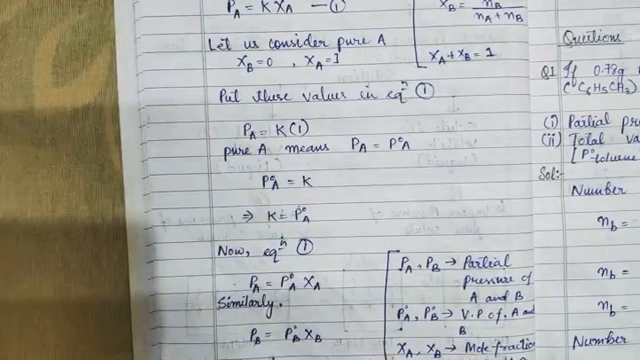 P_A = K X_A — ①
X_B = n_B / n_A + n_B
X_A + X_B = 1
Let us consider pure A
X_B = 0 , X_A = 1
Put these values in eqⁿ ①
P_A = K(1)
pure A means P_A = P°_A
P°_A = K
⇒ K = P°_A
Now, eqⁿ ①
P_A = P°_A X_A
Similarly,
P_B = P°_B X_B
P_A, P_B → Partial
pressure of
A and B
P°_A, P°_B → V.P of. A and
B.
X_A, X_B → Mole fraction
Questions
Q1 If 0.78g
C6H5CH3)
(i) Partial pr
(ii) Total va
[P°toluene
Sol:-
Number
n_b =
n_b =
n_b =
Number